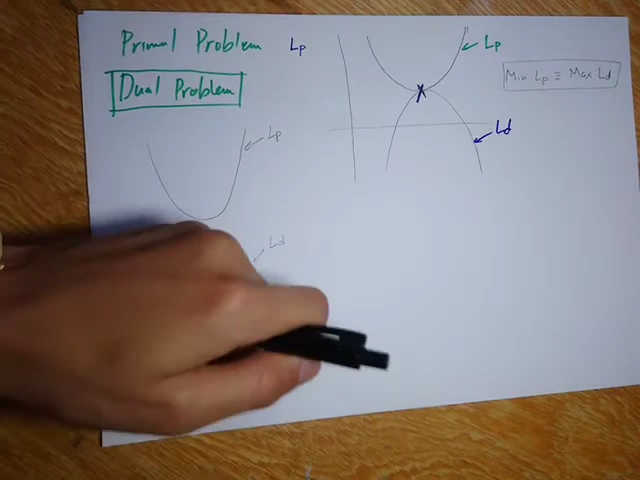 Primal Problem Lp
Dual Problem
Lp
Min Lp ≡ Max Ld
Ld
Lp
Ld